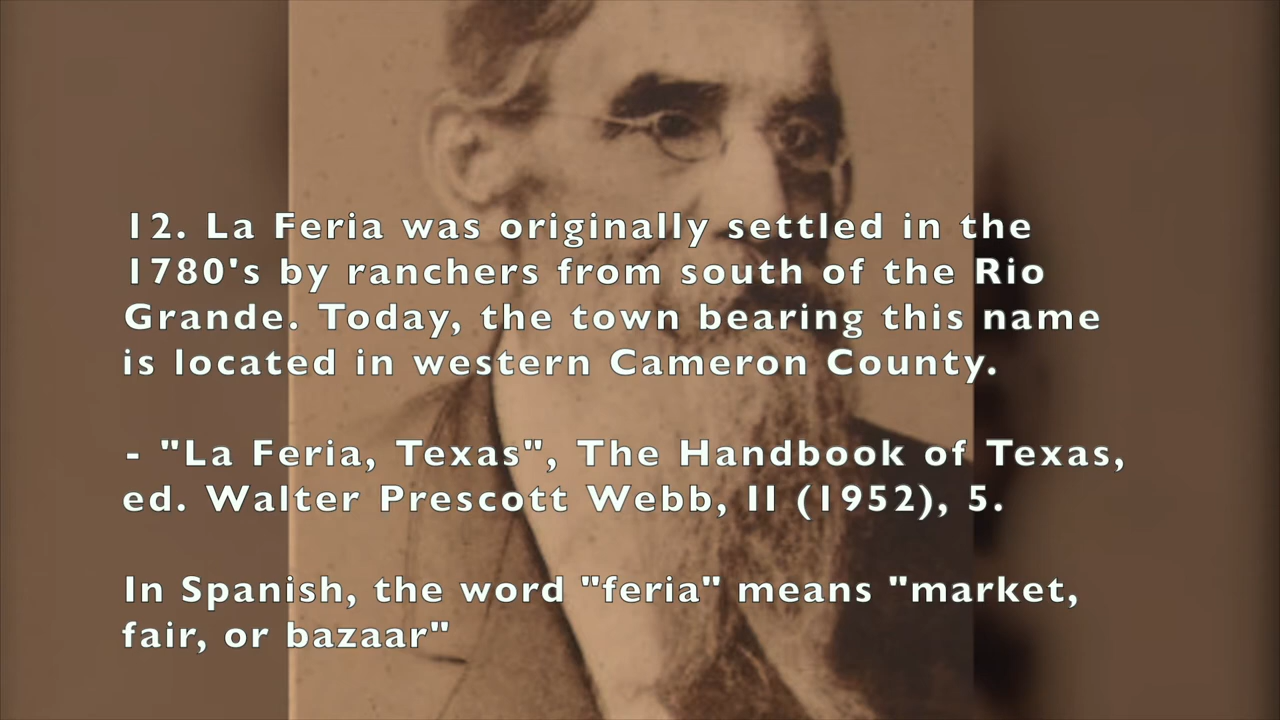 12. La Feria was originally settled in the
1780's by ranchers from south of the Rio
Grande. Today, the town bearing this name
is located in western Cameron County.
- "La Feria, Texas", The Handbook of Texas,
ed. Walter Prescott Webb, II (1952), 5.
In Spanish, the word "feria" means "market,
fair, or bazaar"